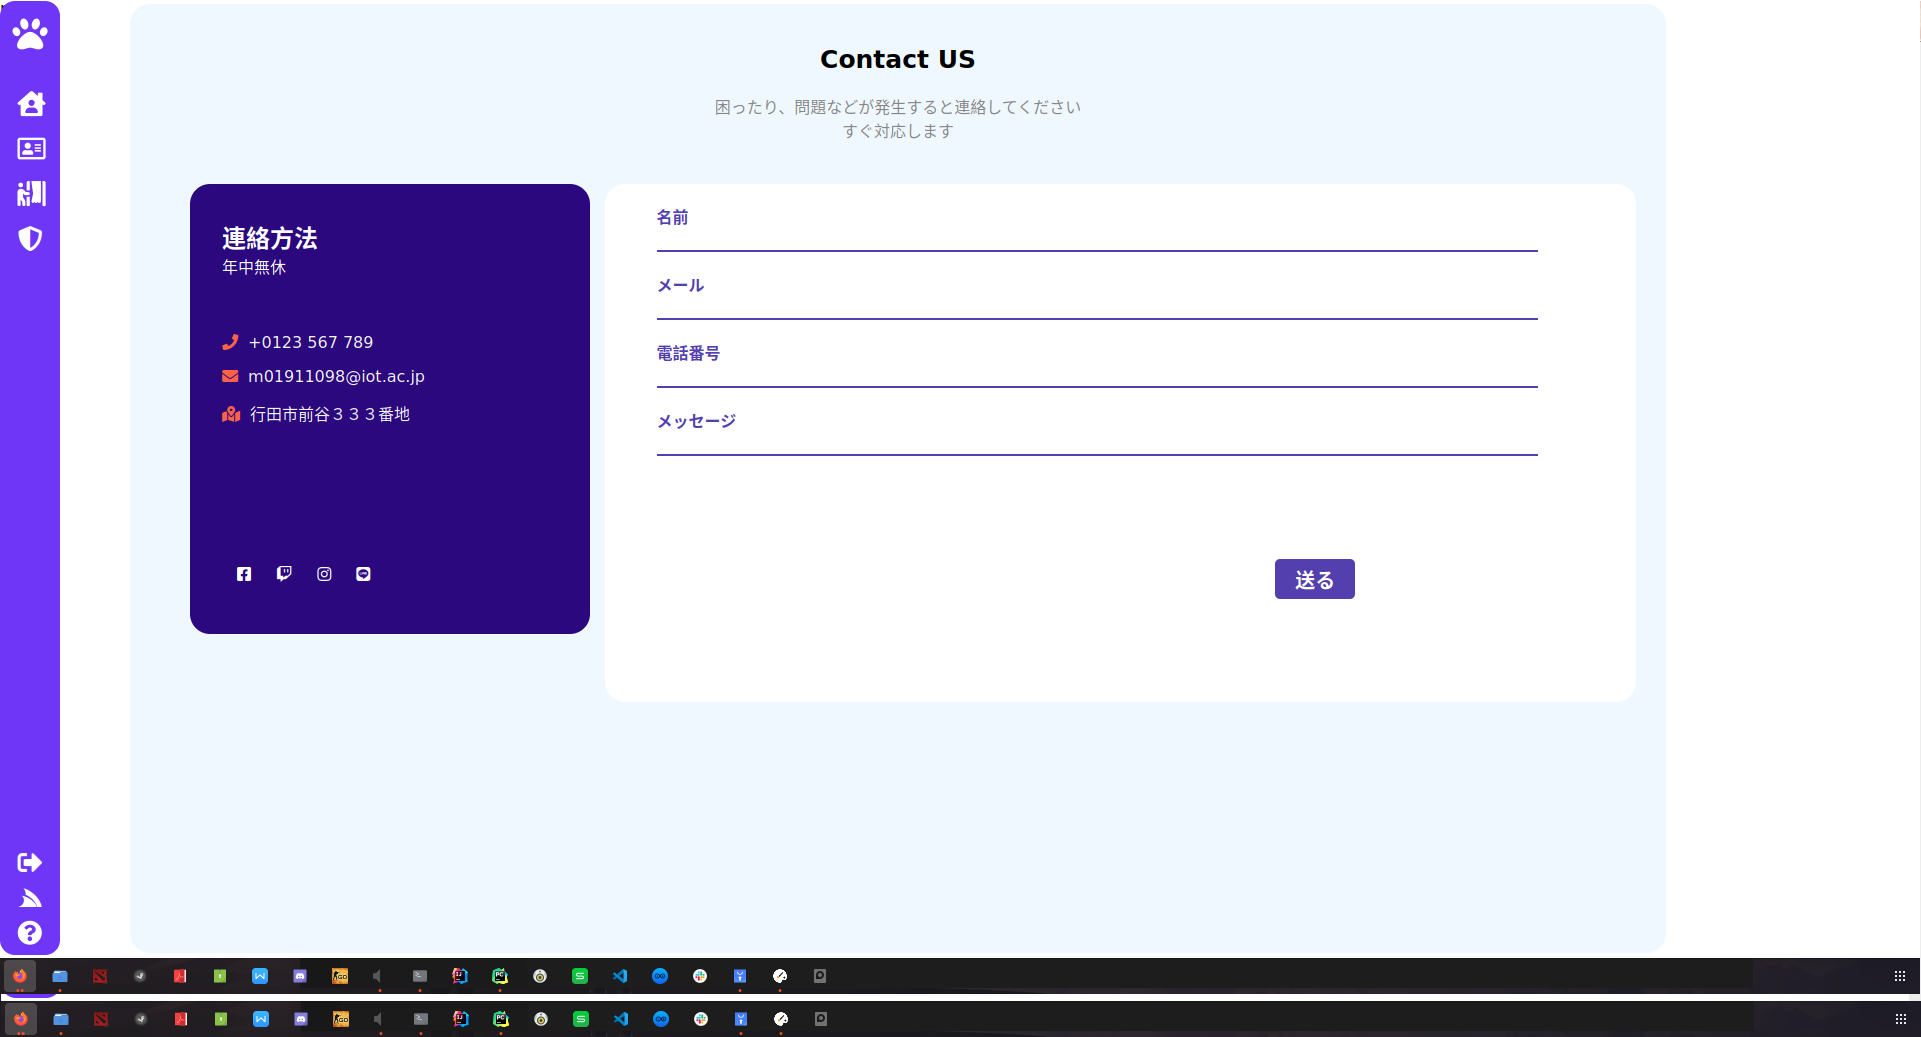 Contact US
困ったり、問題などが発生すると連絡してください
すぐ対応します
連絡方法
年中無休
+0123 567 789
m01911098@iot.ac.jp
行田市前谷３３３番地
名前
メール
電話番号
メッセージ
送る